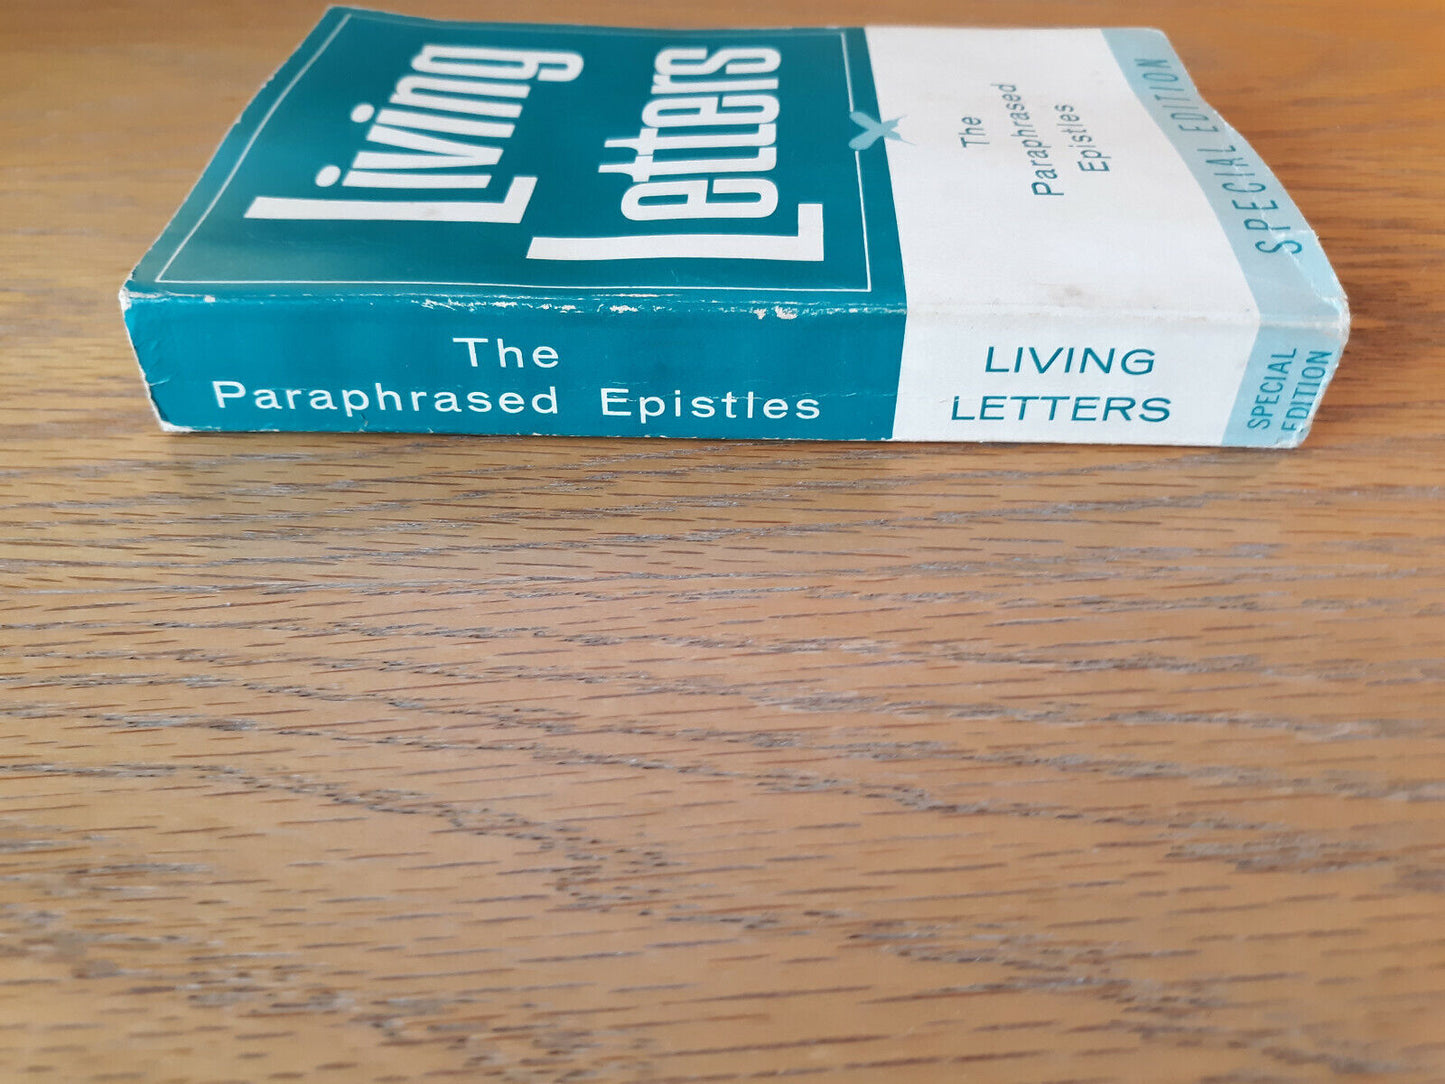 Living
Letters
The
Paraphrased
Epistles
SPECIAL EDITION
The
Paraphrased Epistles
LIVING
LETTERS
SPECIAL
EDITION